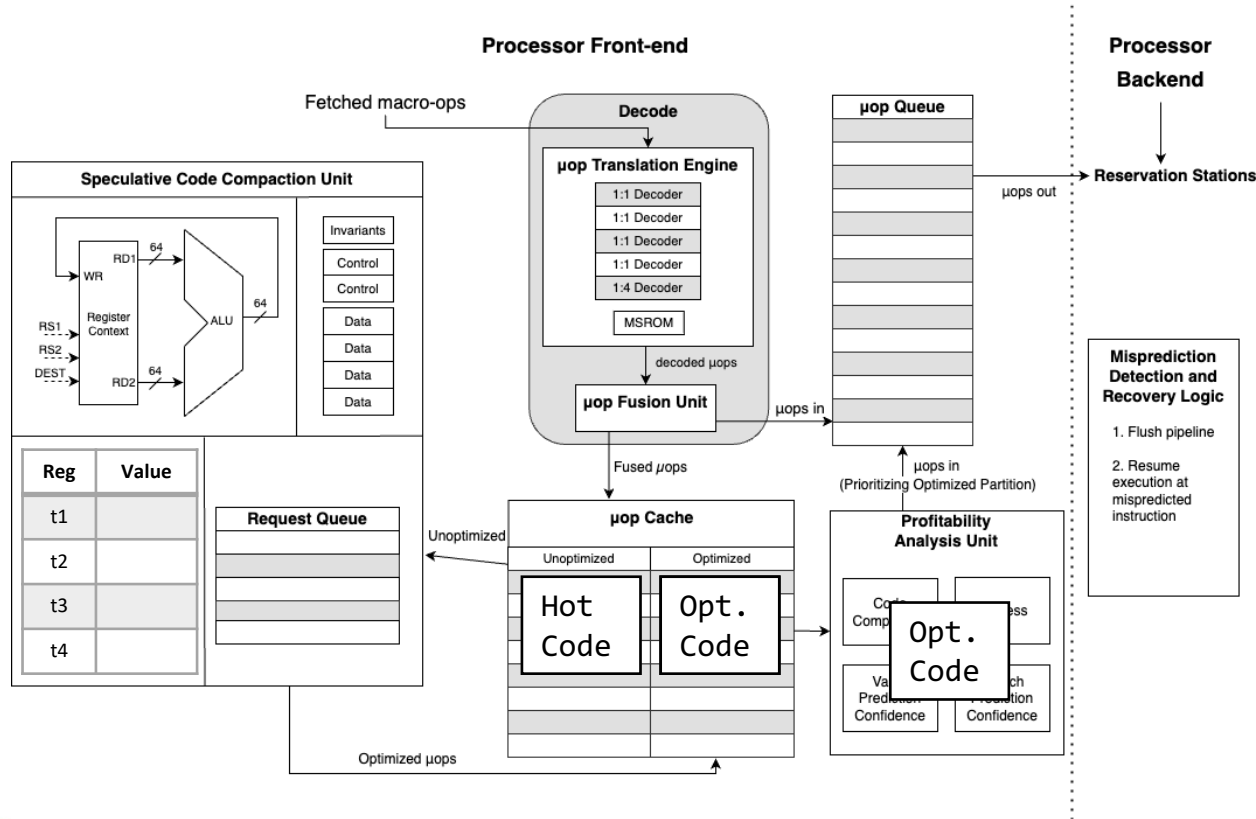 Processor Front-end
Processor
Backend
Fetched macro-ops
Decode
µop Translation Engine
1:1 Decoder
1:1 Decoder
1:1 Decoder
1:1 Decoder
1:4 Decoder
MSROM
decoded µops
µop Fusion Unit
µops in
Fused µops
µop Queue
µops out
Reservation Stations
Speculative Code Compaction Unit
WR
RD1
64
Register
Context
ALU
64
RS1
RS2
DEST
RD2
64
Invariants
Control
Control
Data
Data
Data
Data
Reg Value
t1
t2
t3
t4
Request Queue
Unoptimized
µop Cache
Unoptimized Optimized
Hot
Code
Opt.
Code
Optimized µops
µops in
(Prioritizing Optimized Partition)
Profitability
Analysis Unit
Opt.
Code
Prediction
Confidence
Confidence
Misprediction
Detection and
Recovery Logic
1. Flush pipeline
2. Resume
execution at
mispredicted
instruction